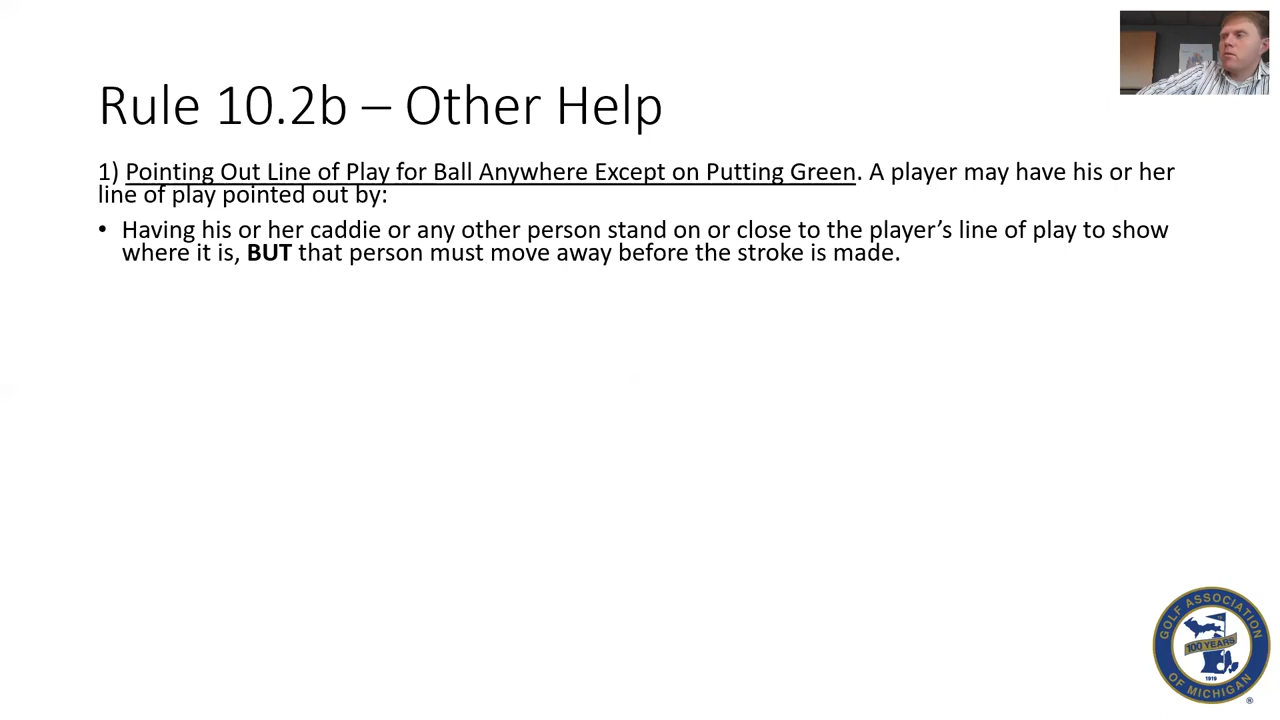 Rule 10.2b – Other Help
1) Pointing Out Line of Play for Ball Anywhere Except on Putting Green. A player may have his or her
line of play pointed out by:
• Having his or her caddie or any other person stand on or close to the player’s line of play to show
where it is, BUT that person must move away before the stroke is made.
GOLF ASSOCIATION
100 YEARS
1919
OF MICHIGAN
®